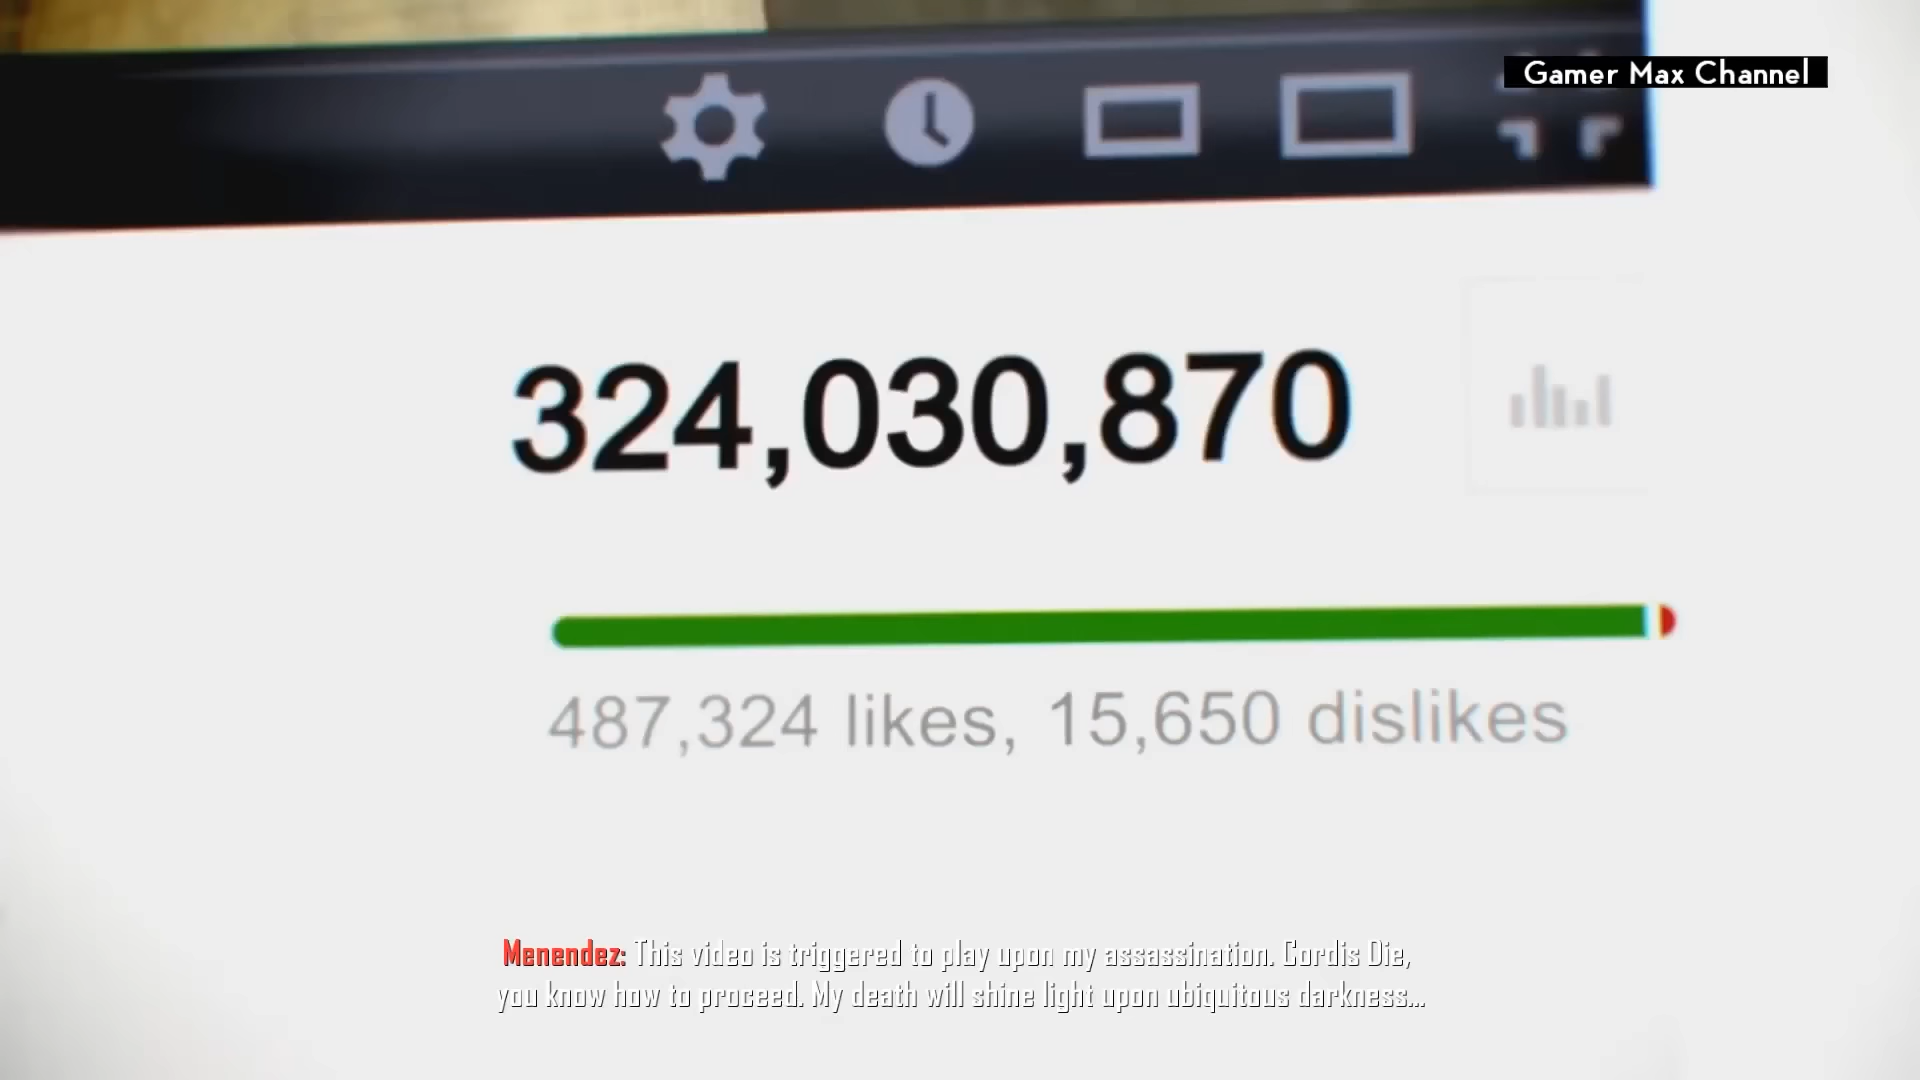 Gamer Max Channel
324,030,870
487,324 likes, 15,650 dislikes
Menendez: This video is triggered to play upon my assassination. Cordis Die,
you know how to proceed. My death will shine light upon ubiquitous darkness...